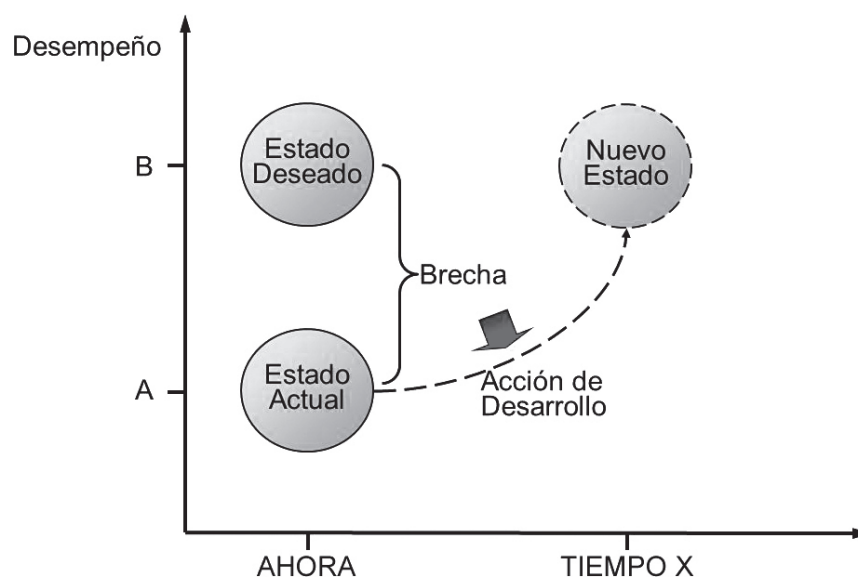 Desempeño
B
Estado
Deseado
Nuevo
Estado
Brecha
A
Estado
Actual
Acción de
Desarrollo
AHORA
TIEMPO X